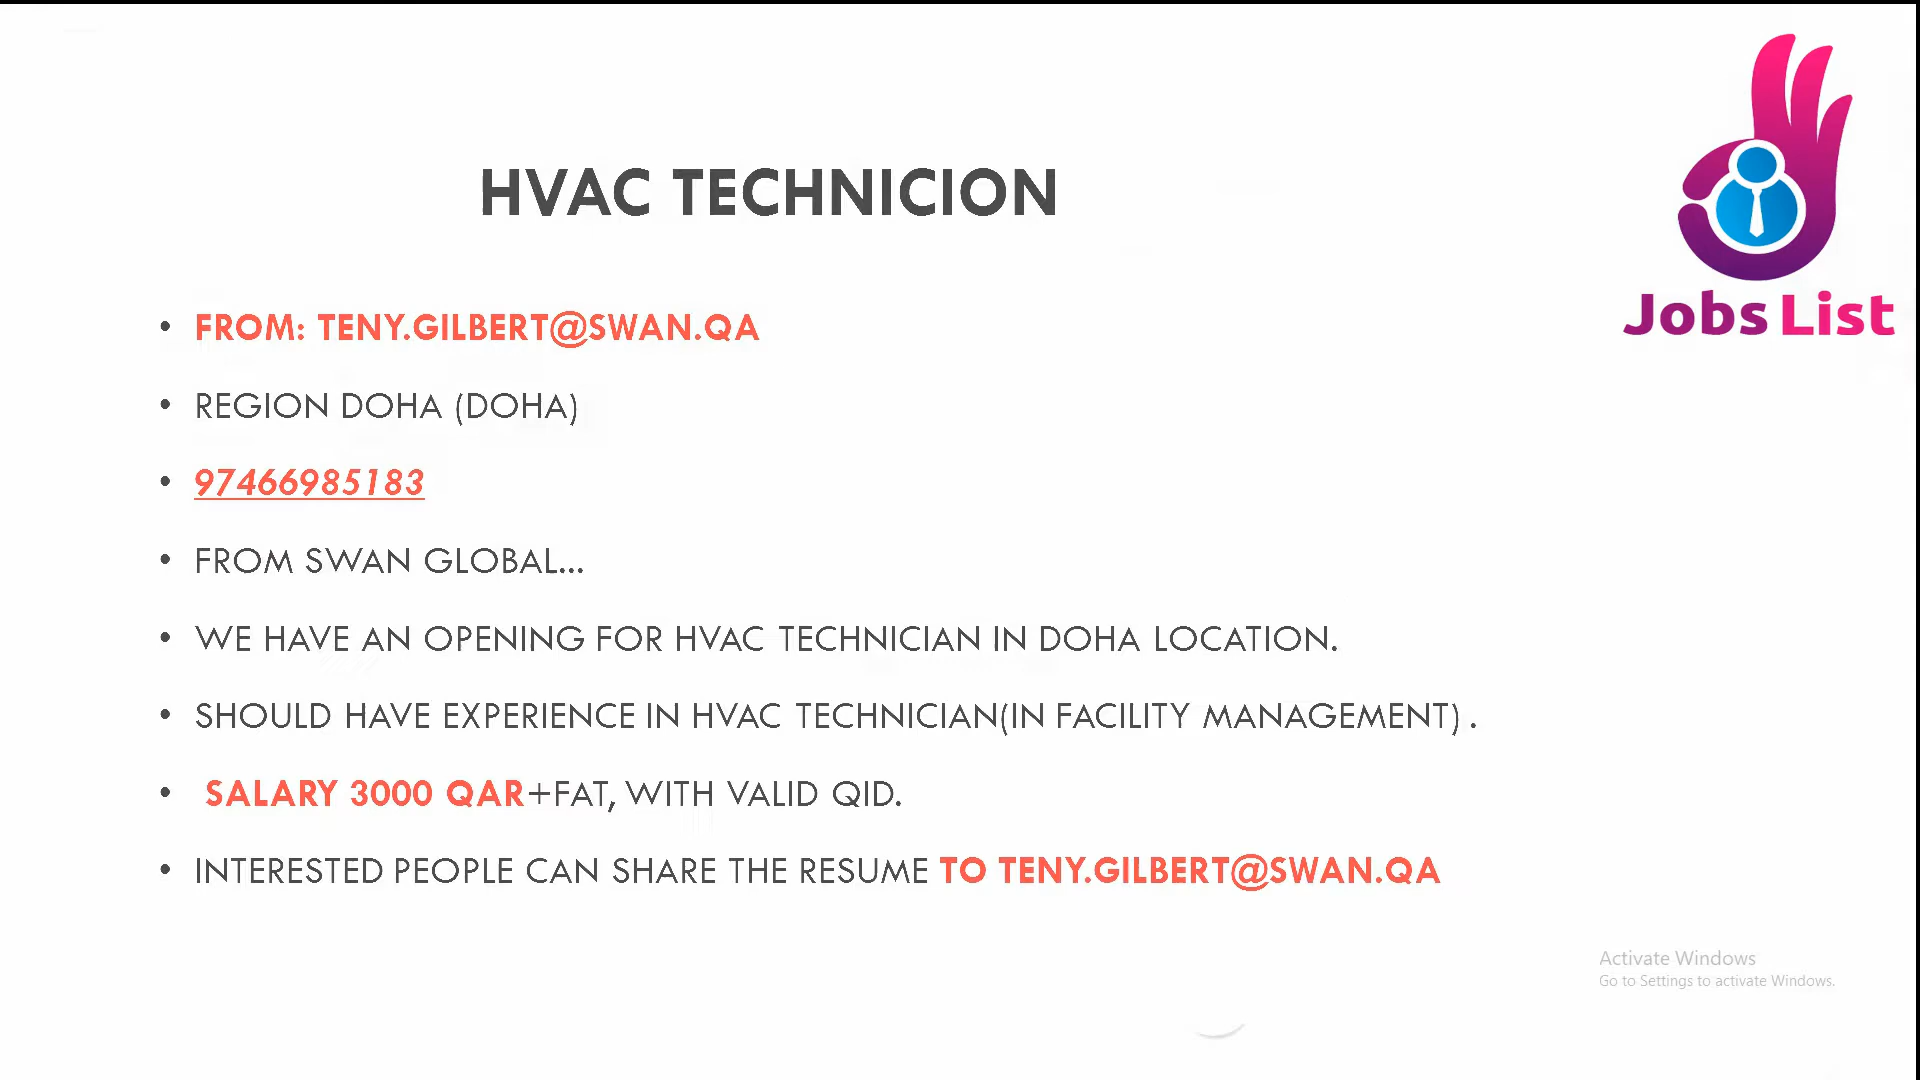 HVAC TECHNICION
Jobs List
• FROM: TENY.GILBERT@SWAN.QA
• REGION DOHA (DOHA)
• 97466985183
• FROM SWAN GLOBAL...
• WE HAVE AN OPENING FOR HVAC TECHNICIAN IN DOHA LOCATION.
• SHOULD HAVE EXPERIENCE IN HVAC TECHNICIAN(IN FACILITY MANAGEMENT) .
• SALARY 3000 QAR+FAT, WITH VALID QID.
• INTERESTED PEOPLE CAN SHARE THE RESUME TO TENY.GILBERT@SWAN.QA
Activate Windows
Go to Settings to activate Windows.